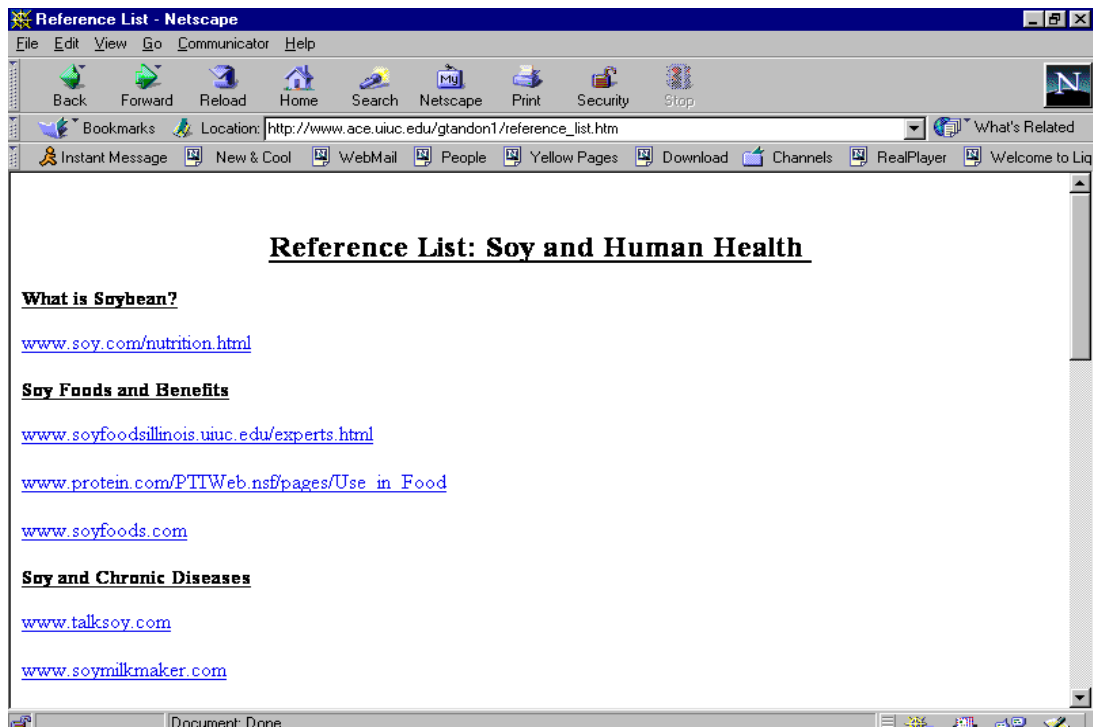 Reference List - Netscape
File Edit View Go Communicator Help
Back Forward Reload Home Search Netscape Print Security Stop
My
N
Bookmarks Location: http://www.ace.uiuc.edu/gtandon1/reference_list.htm What's Related
Instant Message New & Cool WebMail People Yellow Pages Download Channels RealPlayer Welcome to Liq
Reference List: Soy and Human Health
What is Soybean?
www.soy.com/nutrition.html
Soy Foods and Benefits
www.soyfoodsillinois.uiuc.edu/experts.html
www.protein.com/PTIWeb.nsf/pages/Use_in_Food
www.soyfoods.com
Soy and Chronic Diseases
www.talksoy.com
www.soymilkmaker.com
Document: Done